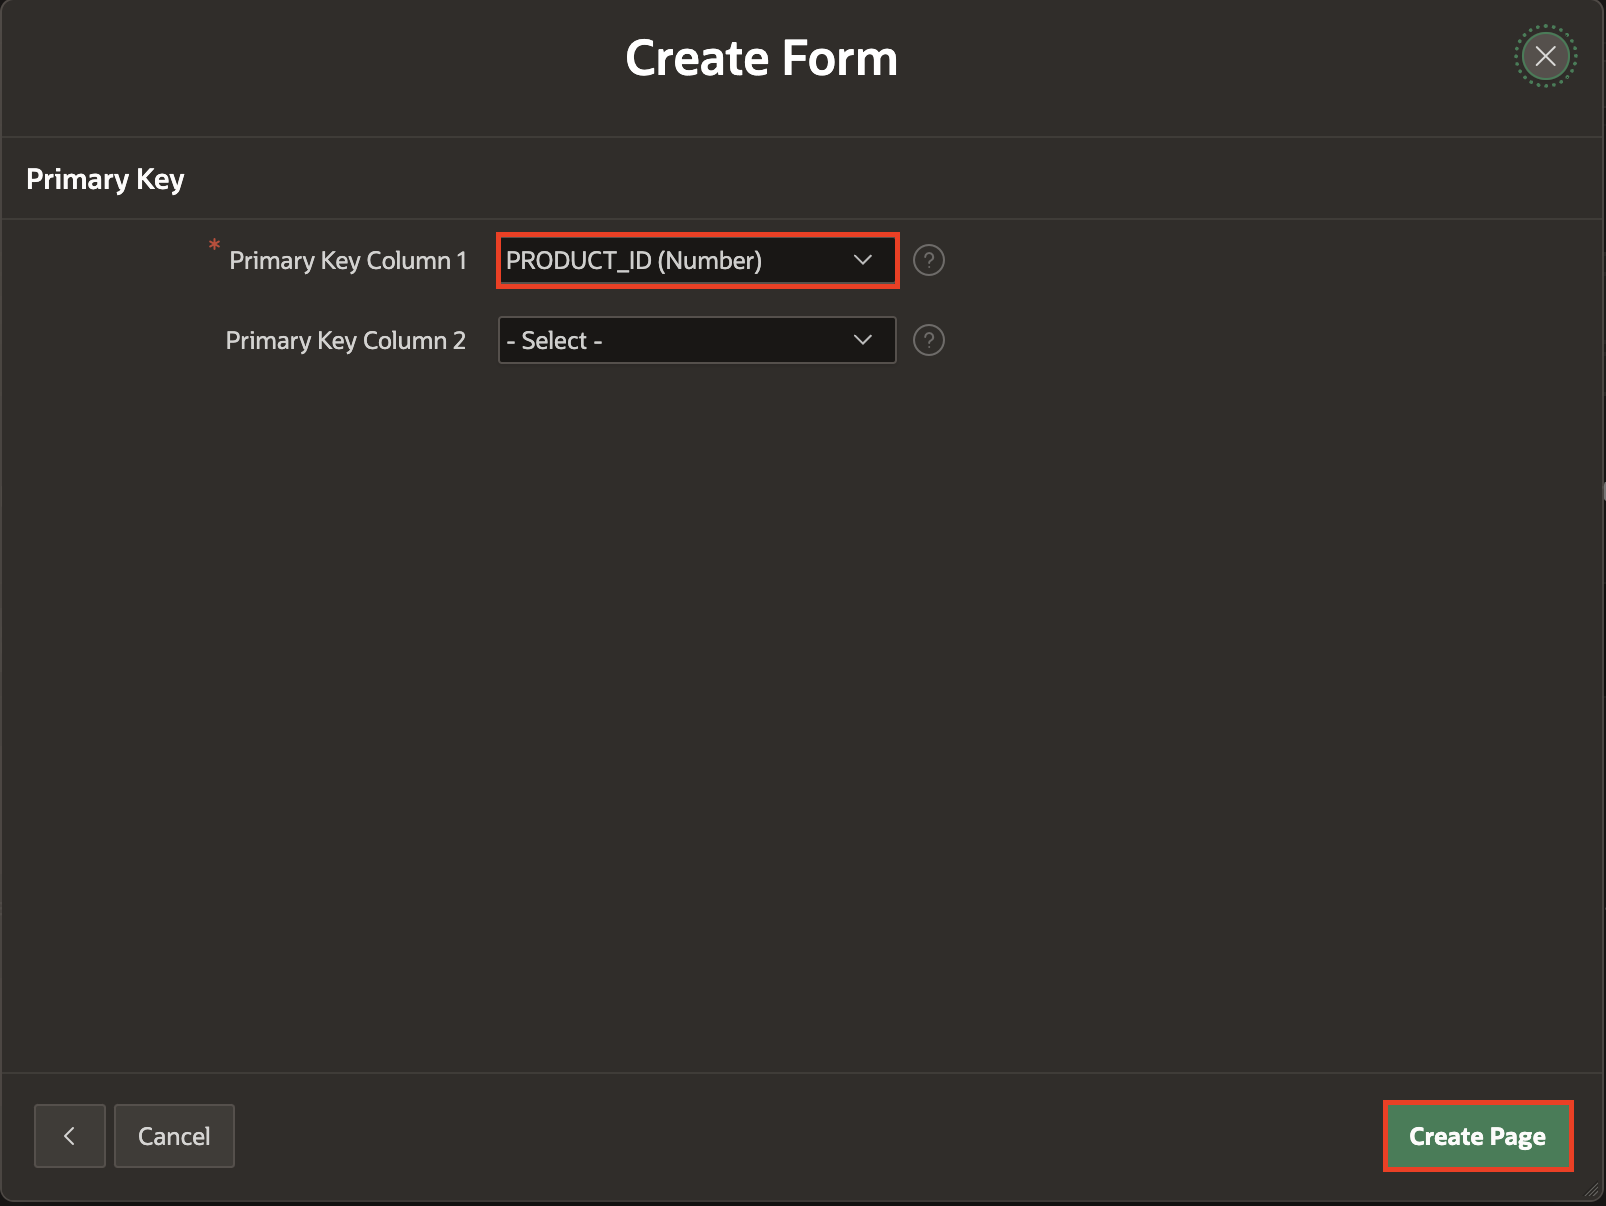 Create Form
Primary Key
* Primary Key Column 1 PRODUCT_ID (Number) ?
Primary Key Column 2 - Select - ?
Cancel Create Page